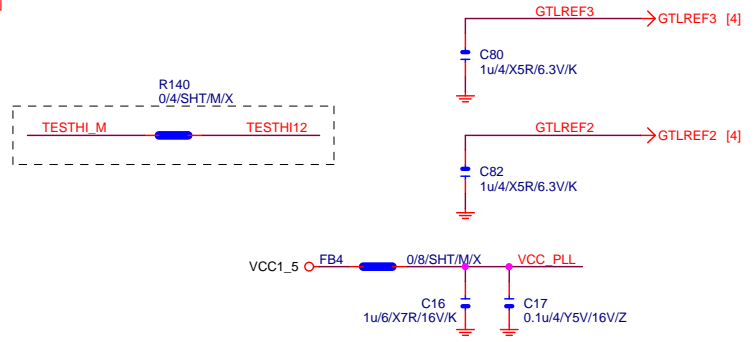 GTLREF3
GTLREF3 [4]
C80
1u/4/X5R/6.3V/K
R140
0/4/SHT/M/X
TESTHI_M
TESTHI12
GTLREF2
GTLREF2 [4]
C82
1u/4/X5R/6.3V/K
VCC1_5
FB4
0/8/SHT/M/X
VCC_PLL
C16
1u/6/X7R/16V/K
C17
0.1u/4/Y5V/16V/Z